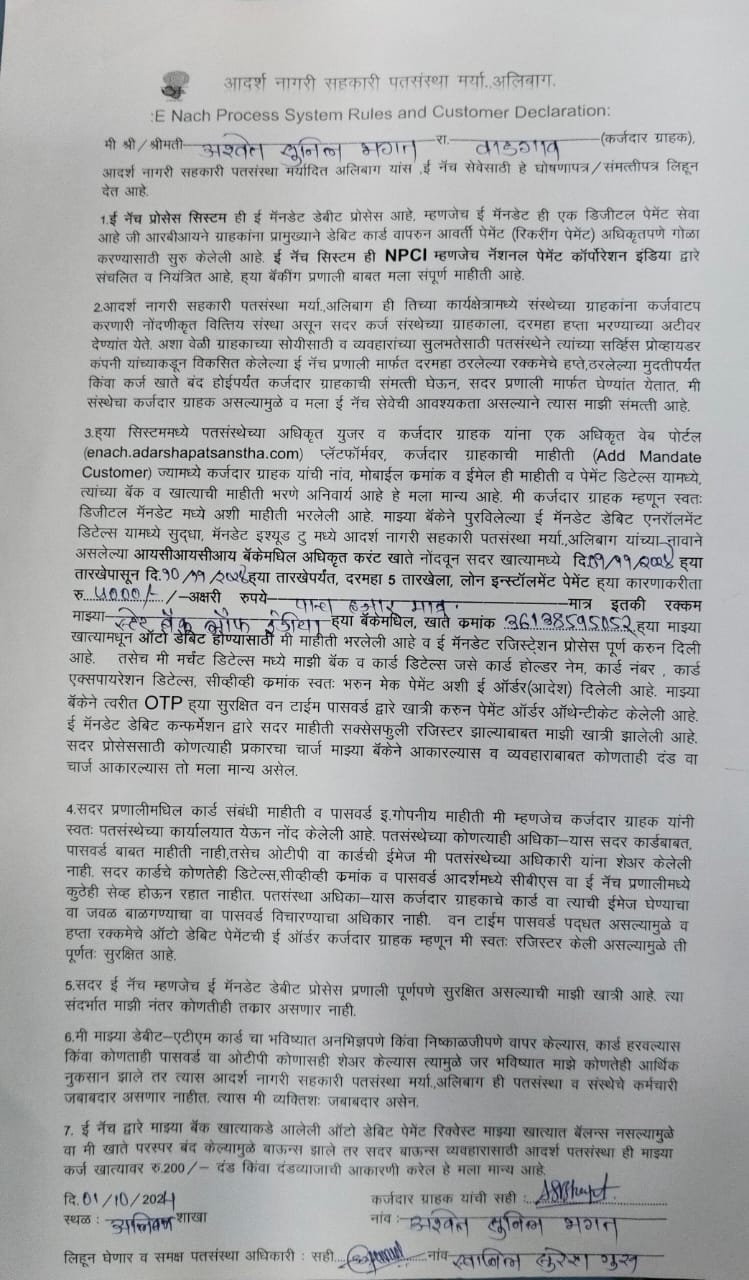 आदर्श नागरी सहकारी पतसंस्था मर्या.,अलिबाग.
:E Nach Process System Rules and Customer Declaration:
मी श्री/श्रीमती अश्वेत सुनिल भगत रा. वाडगाव (कर्जदार ग्राहक),
आदर्श नागरी सहकारी पतसंस्था मर्यादित अलिबाग यांस ,ई नॅच सेवेसाठी हे घोषणापत्र/संमत्तीपत्र लिहून
देत आहे.
1.ई नॅच प्रोसेस सिस्टम ही ई मॅनडेट डेबीट प्रोसेस आहे, म्हणजेच ई मॅनडेट ही एक डिजीटल पेमेंट सेवा
आहे जी आरबीआयने ग्राहकांना प्रामुख्याने डेबिट कार्ड वापरुन आवर्ती पेमेंट (रिकरींग पेमेंट) अधिकृतपणे गोळा
करण्यासाठी सुरु केलेली आहे. ई नॅच सिस्टम ही NPCI म्हणजेच नॅशनल पेमेंट कॉर्पोरेशन इंडिया द्वारे
संचलित व नियंत्रित आहे, ह्या बँकींग प्रणाली बाबत मला संपूर्ण माहीती आहे.
2.आदर्श नागरी सहकारी पतसंस्था मर्या.,अलिबाग ही तिच्या कार्यक्षेत्रामध्ये संस्थेच्या ग्राहकांना कर्जवाटप
करणारी नोंदणीकृत वित्तिय संस्था असून सदर कर्ज संस्थेच्या ग्राहकाला, दरमहा हप्ता भरण्याच्या अटीवर
देण्यांत येते. अशा वेळी ग्राहकाच्या सोयीसाठी व व्यवहारांच्या सुलभतेसाठी पतसंस्थेने त्यांच्या सर्व्हिस प्रोव्हायडर
कंपनी यांच्याकडून विकसित केलेल्या ई नॅच प्रणाली मार्फत दरमहा ठरलेल्या रक्कमेचे हप्ते,ठरलेल्या मुदतीपर्यंत
किंवा कर्ज खाते बंद होईपर्यंत कर्जदार ग्राहकाची संमत्ती घेऊन, सदर प्रणाली मार्फत घेण्यांत येतात, मी
संस्थेचा कर्जदार ग्राहक असल्यामुळे व मला ई नॅच सेवेची आवश्यकता असल्याने त्यास माझी संमत्ती आहे.
3.ह्या सिस्टममध्ये पतसंस्थेच्या अधिकृत युजर व कर्जदार ग्राहक यांना एक अधिकृत वेब पोर्टल
(enach.adarshapatsanstha.com) प्लॅटफॉर्मवर, कर्जदार ग्राहकाची माहीती (Add Mandate
Customer) ज्यामध्ये कर्जदार ग्राहक यांची नांव, मोबाईल क्रमांक व ईमेल ही माहीती व पेमेंट डिटेल्स यामध्ये,
त्यांच्या बँक व खात्याची माहीती भरणे अनिवार्य आहे हे मला मान्य आहे. मी कर्जदार ग्राहक म्हणून स्वतः
डिजीटल मॅनडेट मध्ये अशी माहीती भरलेली आहे. माझ्या बँकेने पुरविलेल्या ई मॅनडेट डेबिट एनरॉलमेंट
डिटेल्स यामध्ये सुद्धा, मॅनडेट इश्यूड टु मध्ये आदर्श नागरी सहकारी पतसंस्था मर्या.,अलिबाग यांच्या-नावाने
असलेल्या आयसीआयसीआय बँकेमधिल अधिकृत करंट खाते नोंदवून सदर खात्यामध्ये दि. ह्या
तारखेपासून दि. ह्या तारखेपर्यंत, दरमहा 5 तारखेला, लोन इन्स्टॉलमेंट पेमेंट ह्या कारणाकरीता
रु. ५०००/- /-अक्षरी रुपये- पाच हजार मात्र. मात्र इतकी रक्कम
माझ्या- स्टेट बँक ऑफ इंडिया ह्या बँकेमधिल, खाते कमांक 36138595052 ह्या माझ्या
खात्यामधून ऑटो डेबिट होण्यासाठी मी माहीती भरलेली आहे व ई मॅनडेट रजिस्ट्रेशन प्रोसेस पूर्ण करुन दिली
आहे. तसेच मी मर्चंट डिटेल्स मध्ये माझी बँक व कार्ड डिटेल्स जसे कार्ड होल्डर नेम, कार्ड नंबर , कार्ड
एक्सपायरेशन डिटेल्स, सीव्हीव्ही कमांक स्वतः भरुन मेक पेमेंट अशी ई ऑर्डर(आदेश) दिलेली आहे. माझ्या
बँकेने त्वरीत OTP ह्या सुरक्षित वन टाईम पासवर्ड द्वारे खात्री करुन पेमेंट ऑर्डर ऑथेन्टीकेट केलेली आहे.
ई मॅनडेट डेबिट कन्फर्मेशन द्वारे सदर माहीती सक्सेसफुली रजिस्टर झाल्याबाबत माझी खात्री झालेली आहे.
सदर प्रोसेससाठी कोणत्याही प्रकारचा चार्ज माझ्या बँकेने आकारल्यास व व्यवहाराबाबत कोणताही दंड वा
चार्ज आकारल्यास तो मला मान्य असेल.
4.सदर प्रणालीमधिल कार्ड संबंधी माहीती व पासवर्ड इ.गोपनीय माहीती मी म्हणजेच कर्जदार ग्राहक यांनी
स्वतः पतसंस्थेच्या कार्यालयात येऊन नोंद केलेली आहे. पतसंस्थेच्या कोणत्याही अधिका-यास सदर कार्डबाबत,
पासवर्ड बाबत माहीती नाही,तसेच ओटीपी वा कार्डची ईमेज मी पतसंस्थेच्या अधिकारी यांना शेअर केलेली
नाही. सदर कार्डचे कोणतेही डिटेल्स,सीव्हीव्ही कमांक व पासवर्ड आदर्शमध्ये सीबीएस वा ई नॅच प्रणालीमध्ये
कुठेही सेव्ह होऊन रहात नाहीत. पतसंस्था अधिका-यास कर्जदार ग्राहकाचे कार्ड वा त्याची ईमेज घेण्याचा
वा जवळ बाळगण्याचा वा पासवर्ड विचारण्याचा अधिकार नाही. वन टाईम पासवर्ड पद्धत असल्यामुळे व
हप्ता रक्कमेचे ऑटो डेबिट पेमेंटची ई ऑर्डर कर्जदार ग्राहक म्हणून मी स्वतः रजिस्टर केली असल्यामुळे ती
पूर्णतः सुरक्षित आहे.
5.सदर ई नॅच म्हणजेच ई मॅनडेट डेबीट प्रोसेस प्रणाली पूर्णपणे सुरक्षित असल्याची माझी खात्री आहे. त्या
संदर्भात माझी नंतर कोणतीही तकार असणार नाही.
6.मी माझ्या डेबीट-एटीएम कार्ड चा भविष्यात अनभिज्ञपणे किंवा निष्काळजीपणे वापर केल्यास, कार्ड हरवल्यास
किंवा कोणताही पासवर्ड वा ओटीपी कोणासही शेअर केल्यास त्यामुळे जर भविष्यात माझे कोणतेही आर्थिक
नुकसान झाले तर त्यास आदर्श नागरी सहकारी पतसंस्था मर्या.,अलिबाग ही पतसंस्था व संस्थेचे कर्मचारी
जबाबदार असणार नाहीत. त्यास मी व्यक्तिशः जबाबदार असेन.
7. ई नॅच द्वारे माझ्या बँक खात्याकडे आलेली ऑटो डेबिट पेमेंट रिक्वेस्ट माझ्या खात्यात बॅलन्स नसल्यामुळे
वा मी खाते परस्पर बंद केल्यामुळे बाऊन्स झाले तर सदर बाऊन्स व्यवहारासाठी आदर्श पतसंस्था ही माझ्या
कर्ज खात्यावर रु.200/- दंड किंवा दंडव्याजाची आकारणी करेल हे मला मान्य आहे.
दि. 01/10/2024 कर्जदार ग्राहक यांची सही :
स्थळ : अलिबाग शाखा नांव : अश्वेत सुनिल भगत
लिहून घेणार व समक्ष पतसंस्था अधिकारी : सही नांव स्वानिल सुरेश गुरव